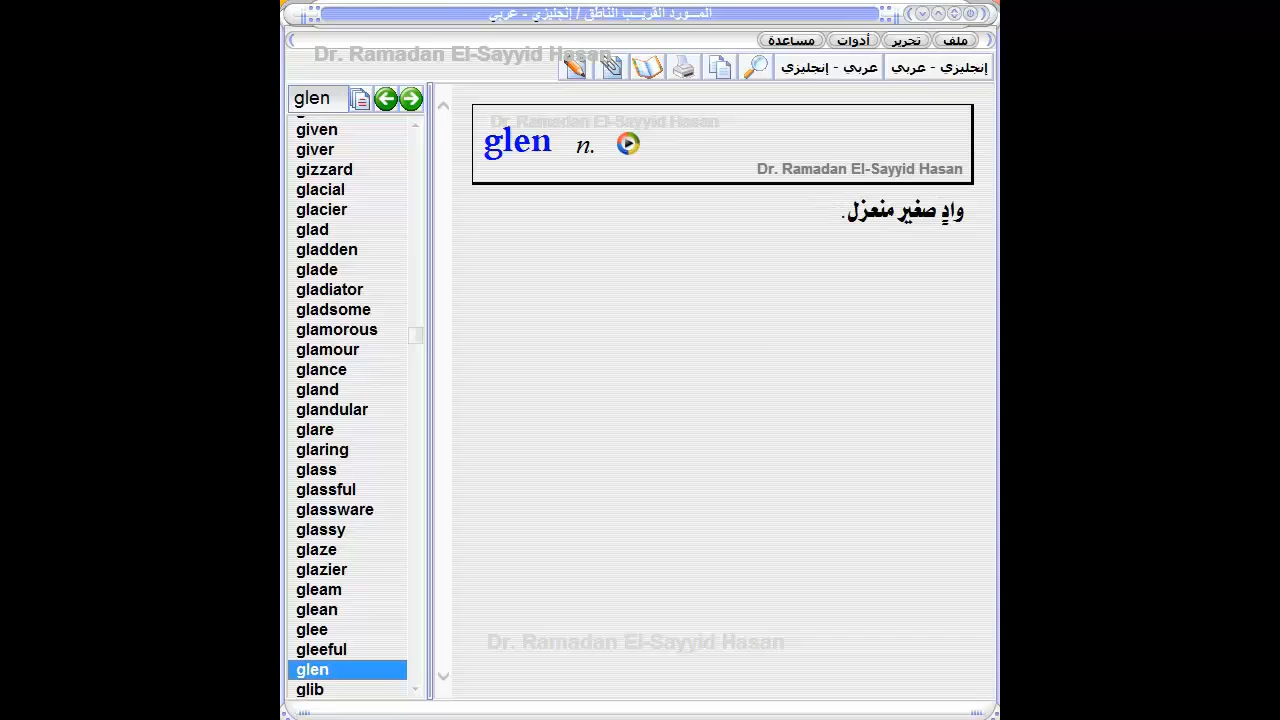 المـــورد القريـــب الناطق / إنجليزي - عربي
ملف تحرير أدوات مساعدة
Dr. Ramadan El-Sayyid Hasan
إنجليزي - عربي عربي - إنجليزي
glen
given
giver
gizzard
glacial
glacier
glad
gladden
glade
gladiator
gladsome
glamorous
glamour
glance
gland
glandular
glare
glaring
glass
glassful
glassware
glassy
glaze
glazier
gleam
glean
glee
gleeful
glen
glib
Dr. Ramadan El-Sayyid Hasan
glen n.
Dr. Ramadan El-Sayyid Hasan
وادٍ صغير منعزل.
Dr. Ramadan El-Sayyid Hasan